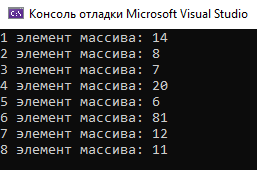 Консоль отладки Microsoft Visual Studio
1 элемент массива: 14
2 элемент массива: 8
3 элемент массива: 7
4 элемент массива: 20
5 элемент массива: 6
6 элемент массива: 81
7 элемент массива: 12
8 элемент массива: 11